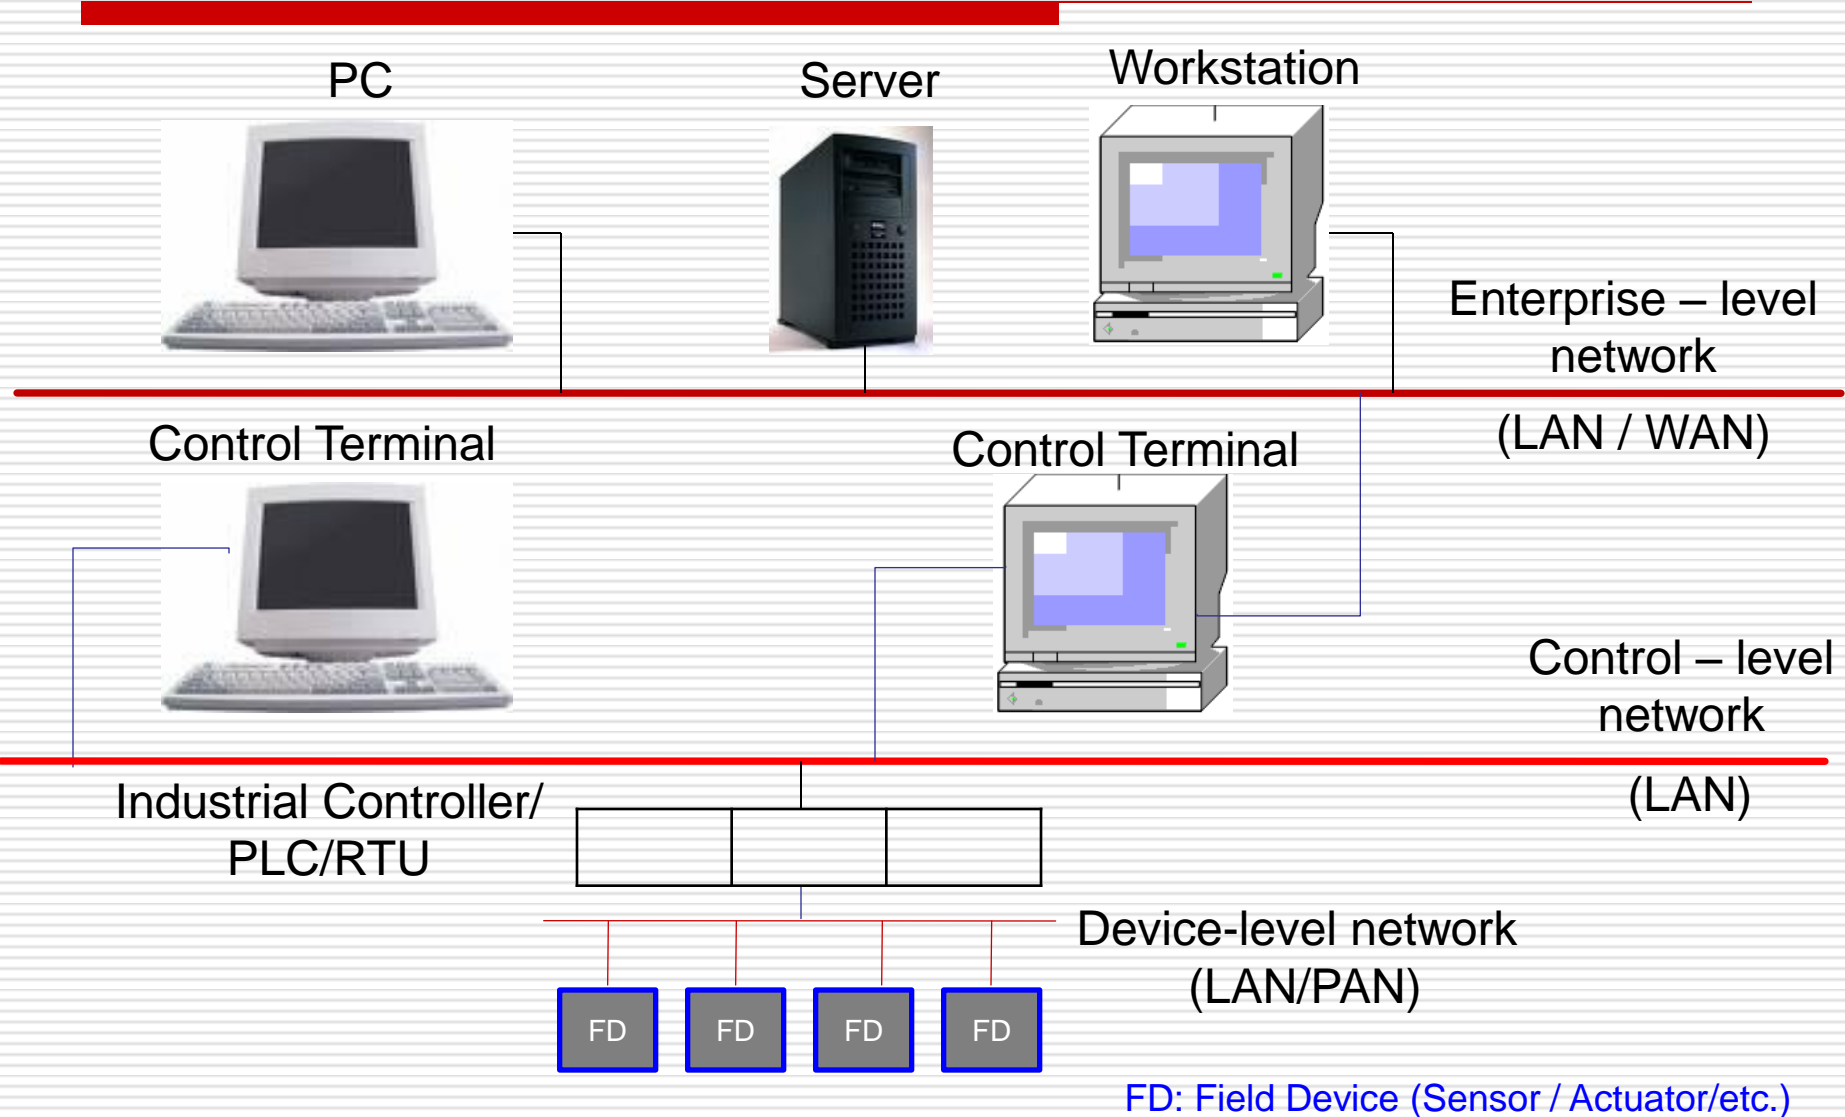 PC
Server
Workstation
Enterprise – level
network
(LAN / WAN)
Control Terminal
Control Terminal
Control – level
network
(LAN)
Industrial Controller/
PLC/RTU
Device-level network
(LAN/PAN)
FD
FD
FD
FD
FD: Field Device (Sensor / Actuator/etc.)